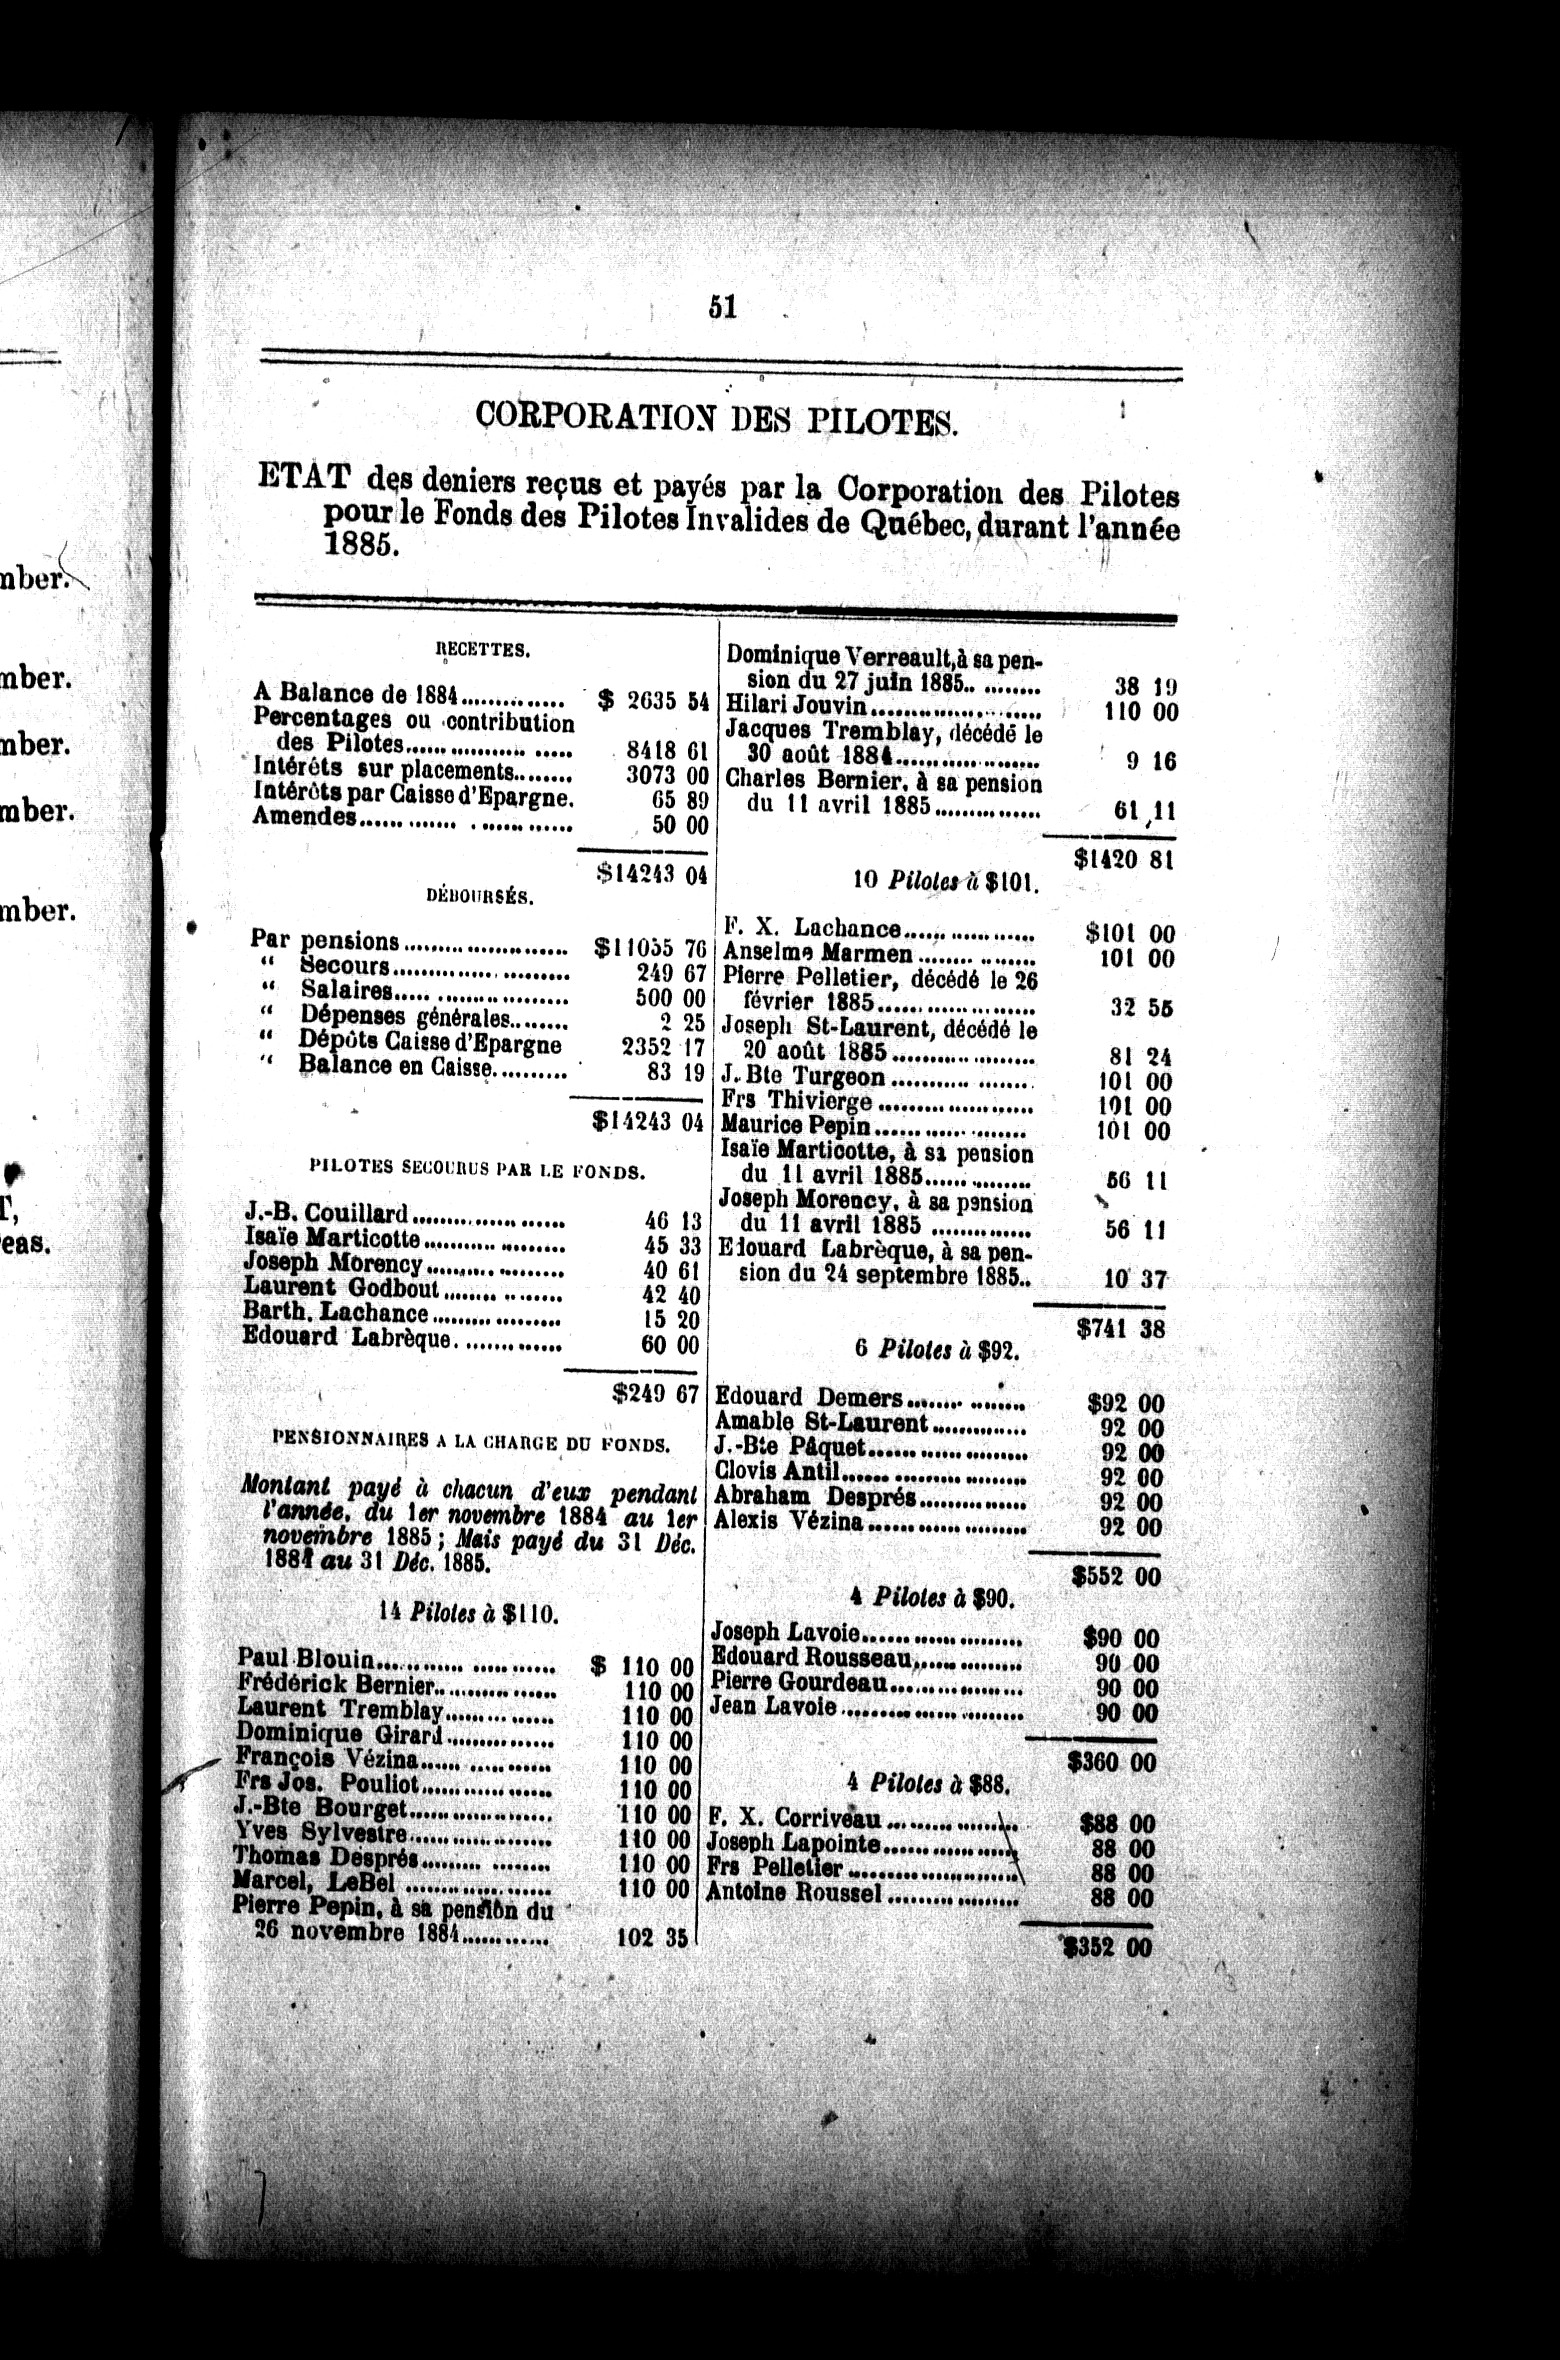 51
CORPORATION DES PILOTES.
ETAT des deniers reçus et payés par la Corporation des Pilotes
pour le Fonds des Pilotes Invalides de Québec, durant l'année
1885.
RECETTES.
A Balance de 1884............... $ 2635 54
Percentages ou contribution
des Pilotes........................ 8418 61
Intérêts sur placements........ 3073 00
Intérêts par Caisse d'Epargne. 65 89
Amendes.............................. 50 00
$14243 04
DÉBOURSÉS.
Par pensions........................ $11055 76
“ Secours........................ 249 67
“ Salaires........................ 500 00
“ Dépenses générales........ 2 25
“ Dépôts Caisse d'Epargne 2352 17
“ Balance en Caisse.......... 83 19
$14243 04
PILOTES SECOURUS PAR LE FONDS.
J.-B. Couillard..................... 46 13
Isaïe Marticotte.................... 45 33
Joseph Morency................... 40 61
Laurent Godbout.................. 42 40
Barth. Lachance.................. 15 20
Edouard Labrèque............... 60 00
$249 67
PENSIONNAIRES A LA CHARGE DU FONDS.
Montant payé à chacun d'eux pendant
l'année, du 1er novembre 1884 au 1er
novembre 1885 ; Mais payé du 31 Déc.
1884 au 31 Déc. 1885.
14 Pilotes à $110.
Paul Blouin........................ $ 110 00
Frédérick Bernier................. 110 00
Laurent Tremblay............... 110 00
Dominique Girard............... 110 00
François Vézina.................. 110 00
Frs Jos. Pouliot.................. 110 00
J.-Bte Bourget.................... 110 00
Yves Sylvestre.................... 110 00
Thomas Després.................. 110 00
Marcel, LeBel .................... 110 00
Pierre Pepin, à sa pension du
26 novembre 1884............ 102 35
Dominique Verreault, à sa pen-
sion du 27 juin 1885.......... 38 19
Hilari Jouvin........................ 110 00
Jacques Tremblay, décédé le
30 août 1884..................... 9 16
Charles Bernier, à sa pension
du 11 avril 1885............... 61 11
$1420 81
10 Pilotes à $101.
F. X. Lachance.................. $101 00
Anselme Marmen ............... 101 00
Pierre Pelletier, décédé le 26
février 1885..................... 32 55
Joseph St-Laurent, décédé le
20 août 1885..................... 81 24
J. Bte Turgeon.................... 101 00
Frs Thivierge..................... 101 00
Maurice Pepin.................... 101 00
Isaïe Marticotte, à sa pension
du 11 avril 1885............... 56 11
Joseph Morency, à sa pension
du 11 avril 1885 .............. 56 11
Edouard Labrèque, à sa pen-
sion du 24 septembre 1885.. 10 37
$741 38
6 Pilotes à $92.
Edouard Demers................ $92 00
Amable St-Laurent.............. 92 00
J.-Bte Pâquet..................... 92 00
Clovis Antil........................ 92 00
Abraham Després............... 92 00
Alexis Vézina..................... 92 00
$552 00
4 Pilotes à $90.
Joseph Lavoie..................... $90 00
Edouard Rousseau............... 90 00
Pierre Gourdeau.................. 90 00
Jean Lavoie........................ 90 00
$360 00
4 Pilotes à $88.
F. X. Corriveau.................. $88 00
Joseph Lapointe.................. 88 00
Frs Pelletier....................... 88 00
Antoine Roussel.................. 88 00
$352 00
mber.
mber.
mber.
mber.
mber.
T,
eas.